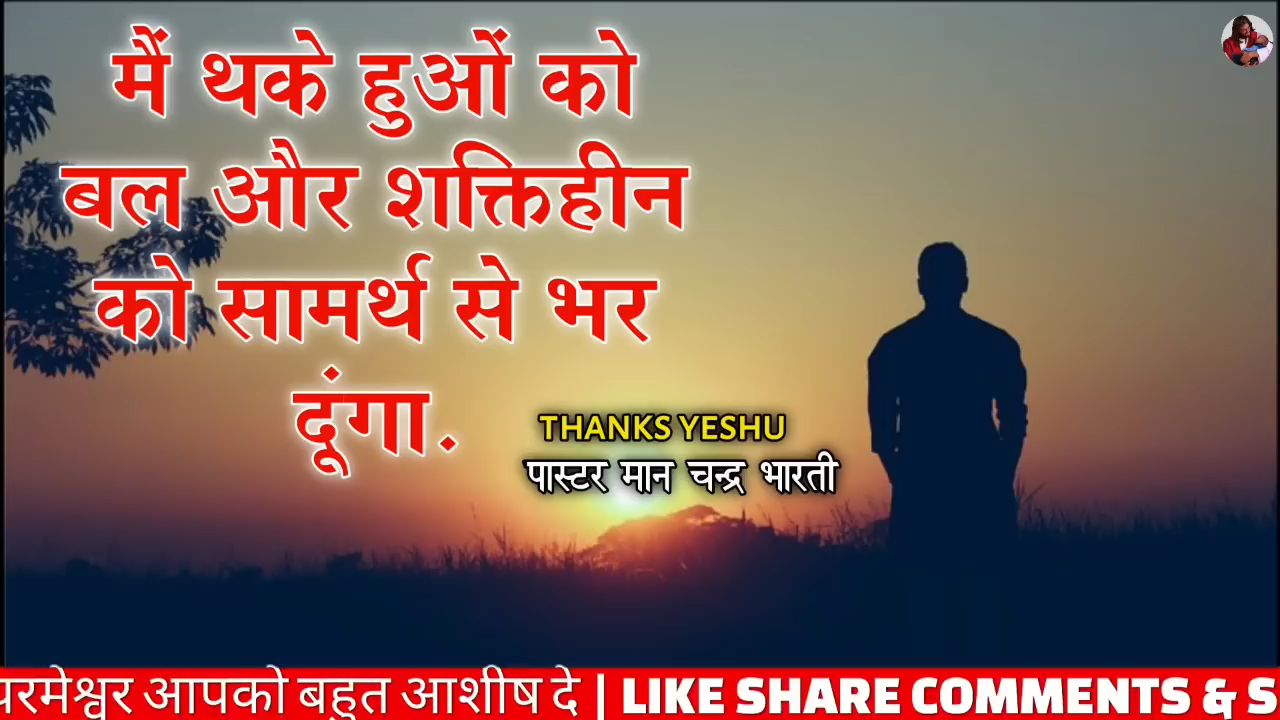 मैं थके हुओं को
बल और शक्तिहीन
को सामर्थ से भर
दूंगा.
THANKS YESHU
पास्टर मान चन्द्र भारती
परमेश्वर आपको बहुत आशीष दे | LIKE SHARE COMMENTS & S